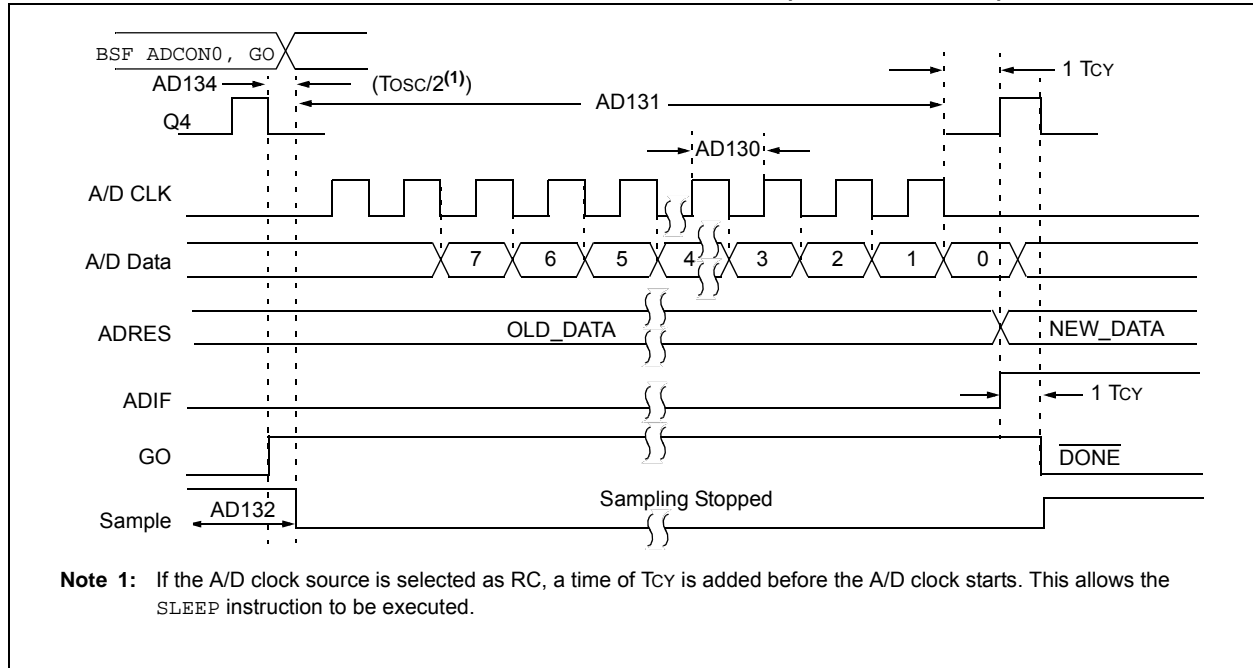 BSF ADCON0, GO
AD134 (TOSC/2(1)) AD131 1 TCY
Q4
AD130
A/D CLK
A/D Data 7 6 5 4 3 2 1 0
ADRES OLD_DATA NEW_DATA
ADIF 1 TCY
GO DONE
Sample AD132 Sampling Stopped
Note 1: If the A/D clock source is selected as RC, a time of TCY is added before the A/D clock starts. This allows the
SLEEP instruction to be executed.